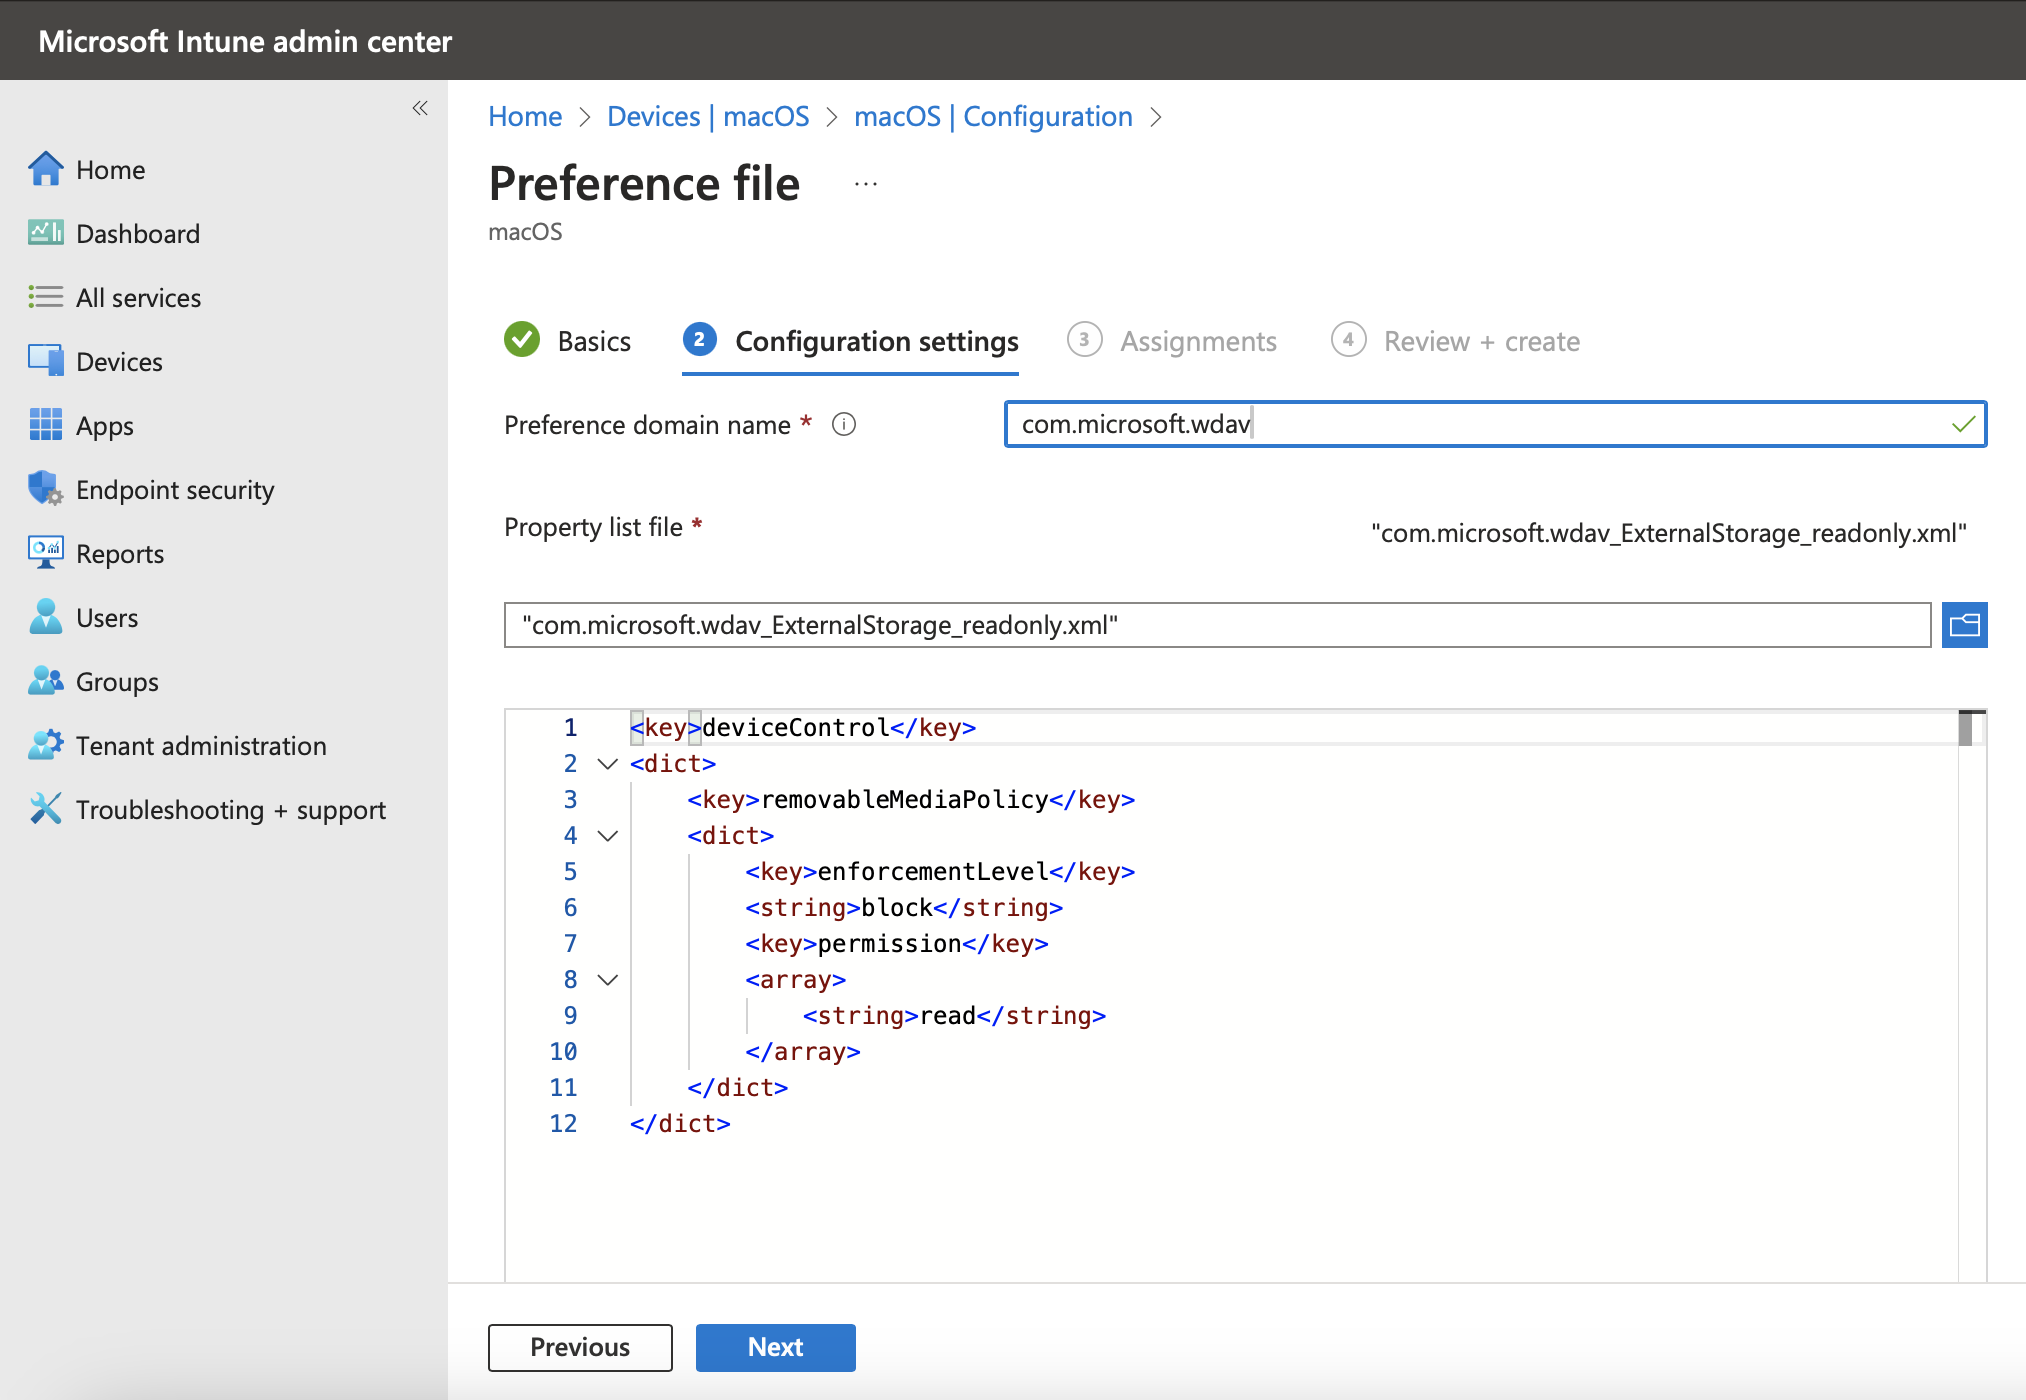 Microsoft Intune admin center
Home
Dashboard
All services
Devices
Apps
Endpoint security
Reports
Users
Groups
Tenant administration
Troubleshooting + support
Home > Devices | macOS > macOS | Configuration >
Preference file ...
macOS
Basics 2 Configuration settings 3 Assignments 4 Review + create
Preference domain name * com.microsoft.wdav
Property list file * "com.microsoft.wdav_ExternalStorage_readonly.xml"
"com.microsoft.wdav_ExternalStorage_readonly.xml"
1 <key>deviceControl</key>
2 <dict>
3 <key>removableMediaPolicy</key>
4 <dict>
5 <key>enforcementLevel</key>
6 <string>block</string>
7 <key>permission</key>
8 <array>
9 <string>read</string>
10 </array>
11 </dict>
12 </dict>
Previous Next